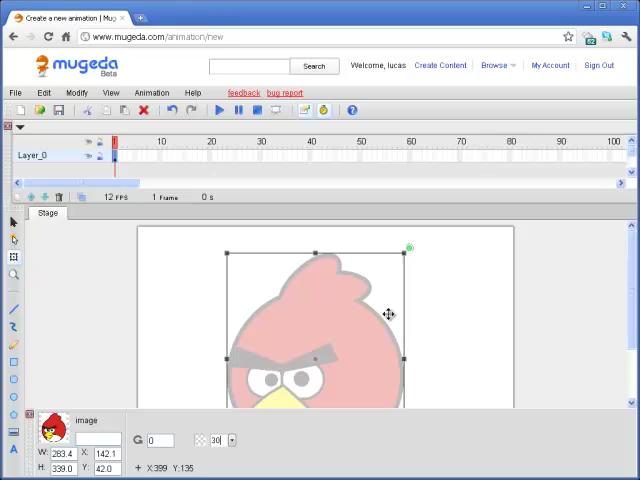 Create a new animation | Mug
www.mugeda.com/animation/new
62
mugeda
Beta
Search
Welcome, lucas
Create Content
Browse
My Account
Sign Out
File Edit Modify View Animation Help feedback bug report
1 10 20 30 40 50 60 70 80 90 100
Layer_0
12 FPS 1 Frame 0 s
Stage
A
image
0
30
W: 283.4 X: 142.1
H: 339.0 Y: 42.0
X:399 Y:135